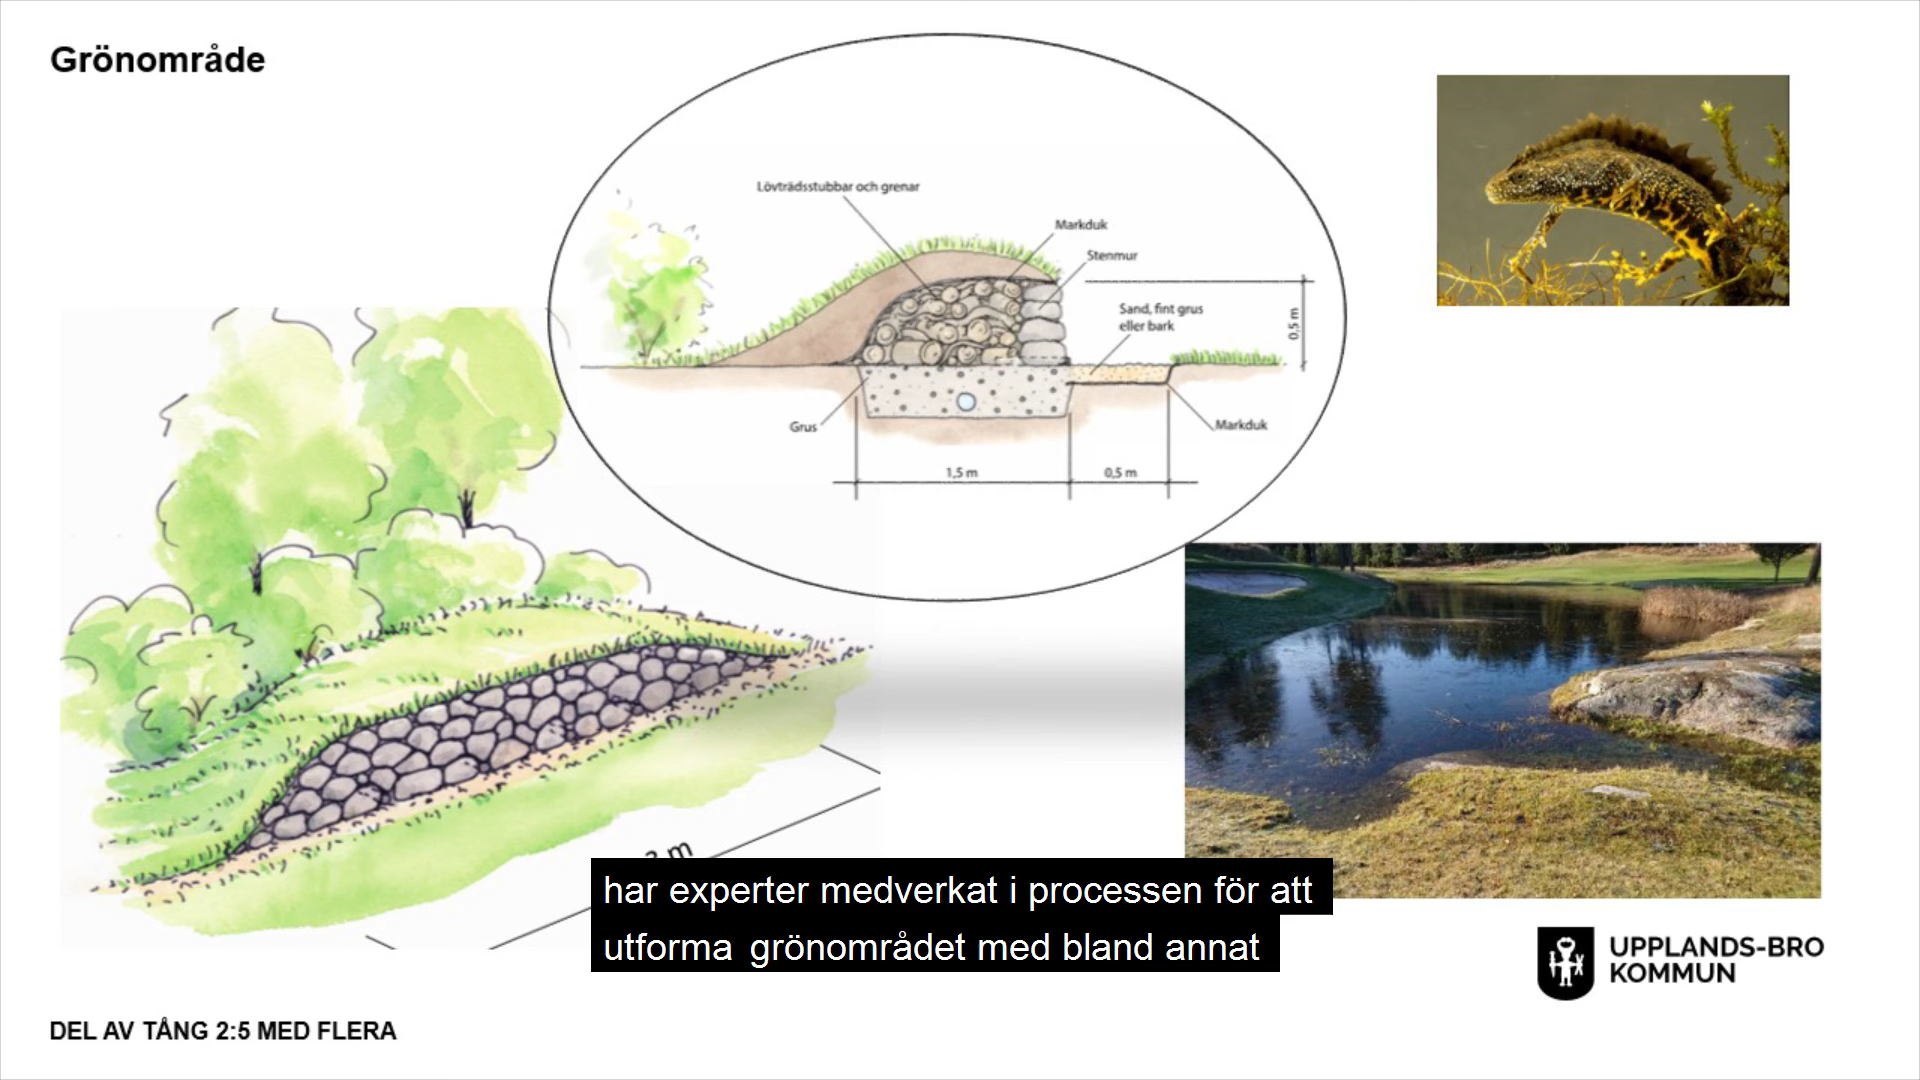 Grönområde
Lövträdsstubbar och grenar
Markduk
Stenmur
Sand, fint grus
eller bark
0,5 m
Grus
Markduk
1,5 m
0,5 m
m
har experter medverkat i processen för att
utforma grönområdet med bland annat
UPPLANDS-BRO
KOMMUN
DEL AV TÅNG 2:5 MED FLERA